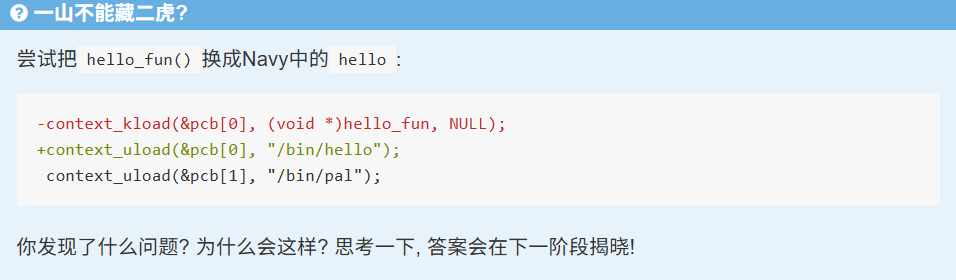 一山不能藏二虎?
尝试把 hello_fun() 换成Navy中的 hello :
-context_kload(&pcb[0], (void *)hello_fun, NULL);
+context_uload(&pcb[0], "/bin/hello");
context_uload(&pcb[1], "/bin/pal");
你发现了什么问题? 为什么会这样? 思考一下, 答案会在下一阶段揭晓!